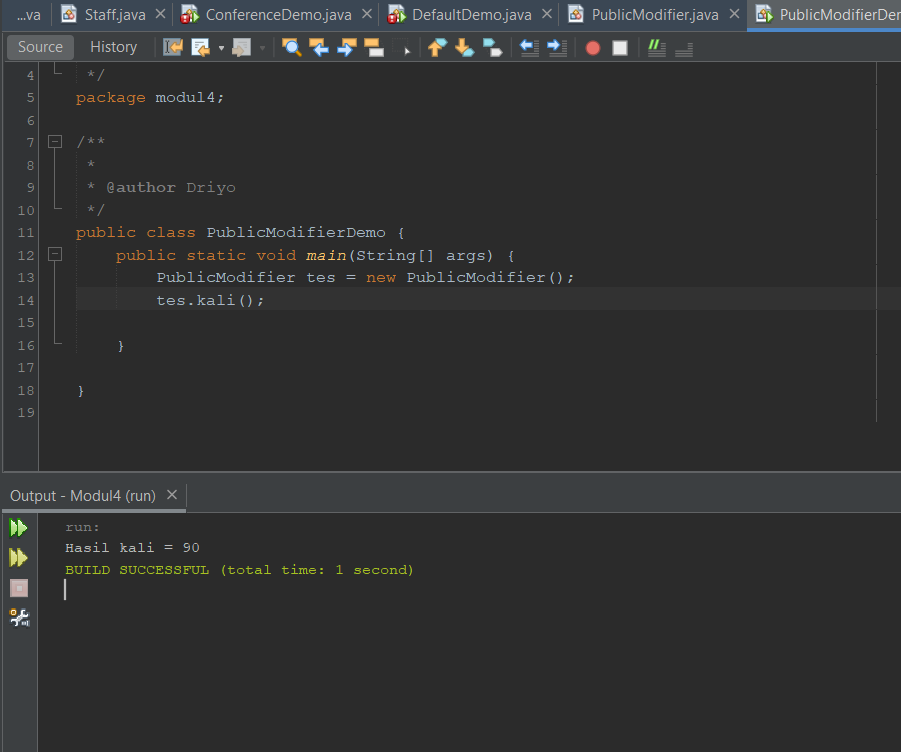 ...va Staff.java ConferenceDemo.java DefaultDemo.java PublicModifier.java PublicModifierDer
Source History
4 */
5 package modul4;
6
7 /**
8 *
9 * @author Driyo
10 */
11 public class PublicModifierDemo {
12 public static void main(String[] args) {
13 PublicModifier tes = new PublicModifier();
14 tes.kali();
15
16 }
17
18 }
19
Output - Modul4 (run)
run:
Hasil kali = 90
BUILD SUCCESSFUL (total time: 1 second)